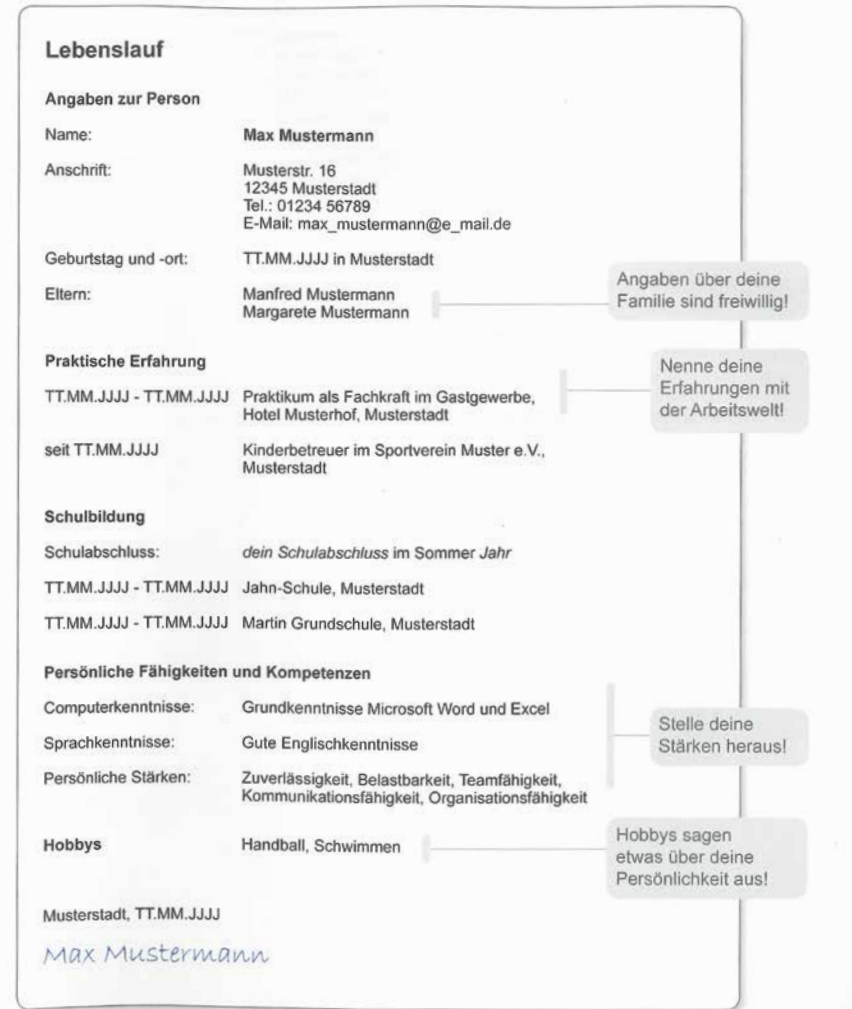 Lebenslauf
Angaben zur Person
Name: Max Mustermann
Anschrift: Musterstr. 16
12345 Musterstadt
Tel.: 01234 56789
E-Mail: max_mustermann@e_mail.de
Geburtstag und -ort: TT.MM.JJJJ in Musterstadt
Eltern: Manfred Mustermann
Margarete Mustermann
Angaben über deine
Familie sind freiwillig!
Praktische Erfahrung
TT.MM.JJJJ - TT.MM.JJJJ Praktikum als Fachkraft im Gastgewerbe,
Hotel Musterhof, Musterstadt
seit TT.MM.JJJJ Kinderbetreuer im Sportverein Muster e.V.,
Musterstadt
Nenne deine
Erfahrungen mit
der Arbeitswelt!
Schulbildung
Schulabschluss: dein Schulabschluss im Sommer Jahr
TT.MM.JJJJ - TT.MM.JJJJ Jahn-Schule, Musterstadt
TT.MM.JJJJ - TT.MM.JJJJ Martin Grundschule, Musterstadt
Persönliche Fähigkeiten und Kompetenzen
Computerkenntnisse: Grundkenntnisse Microsoft Word und Excel
Sprachkenntnisse: Gute Englischkenntnisse
Persönliche Stärken: Zuverlässigkeit, Belastbarkeit, Teamfähigkeit,
Kommunikationsfähigkeit, Organisationsfähigkeit
Stelle deine
Stärken heraus!
Hobbys Handball, Schwimmen
Hobbys sagen
etwas über deine
Persönlichkeit aus!
Musterstadt, TT.MM.JJJJ
Max Mustermann